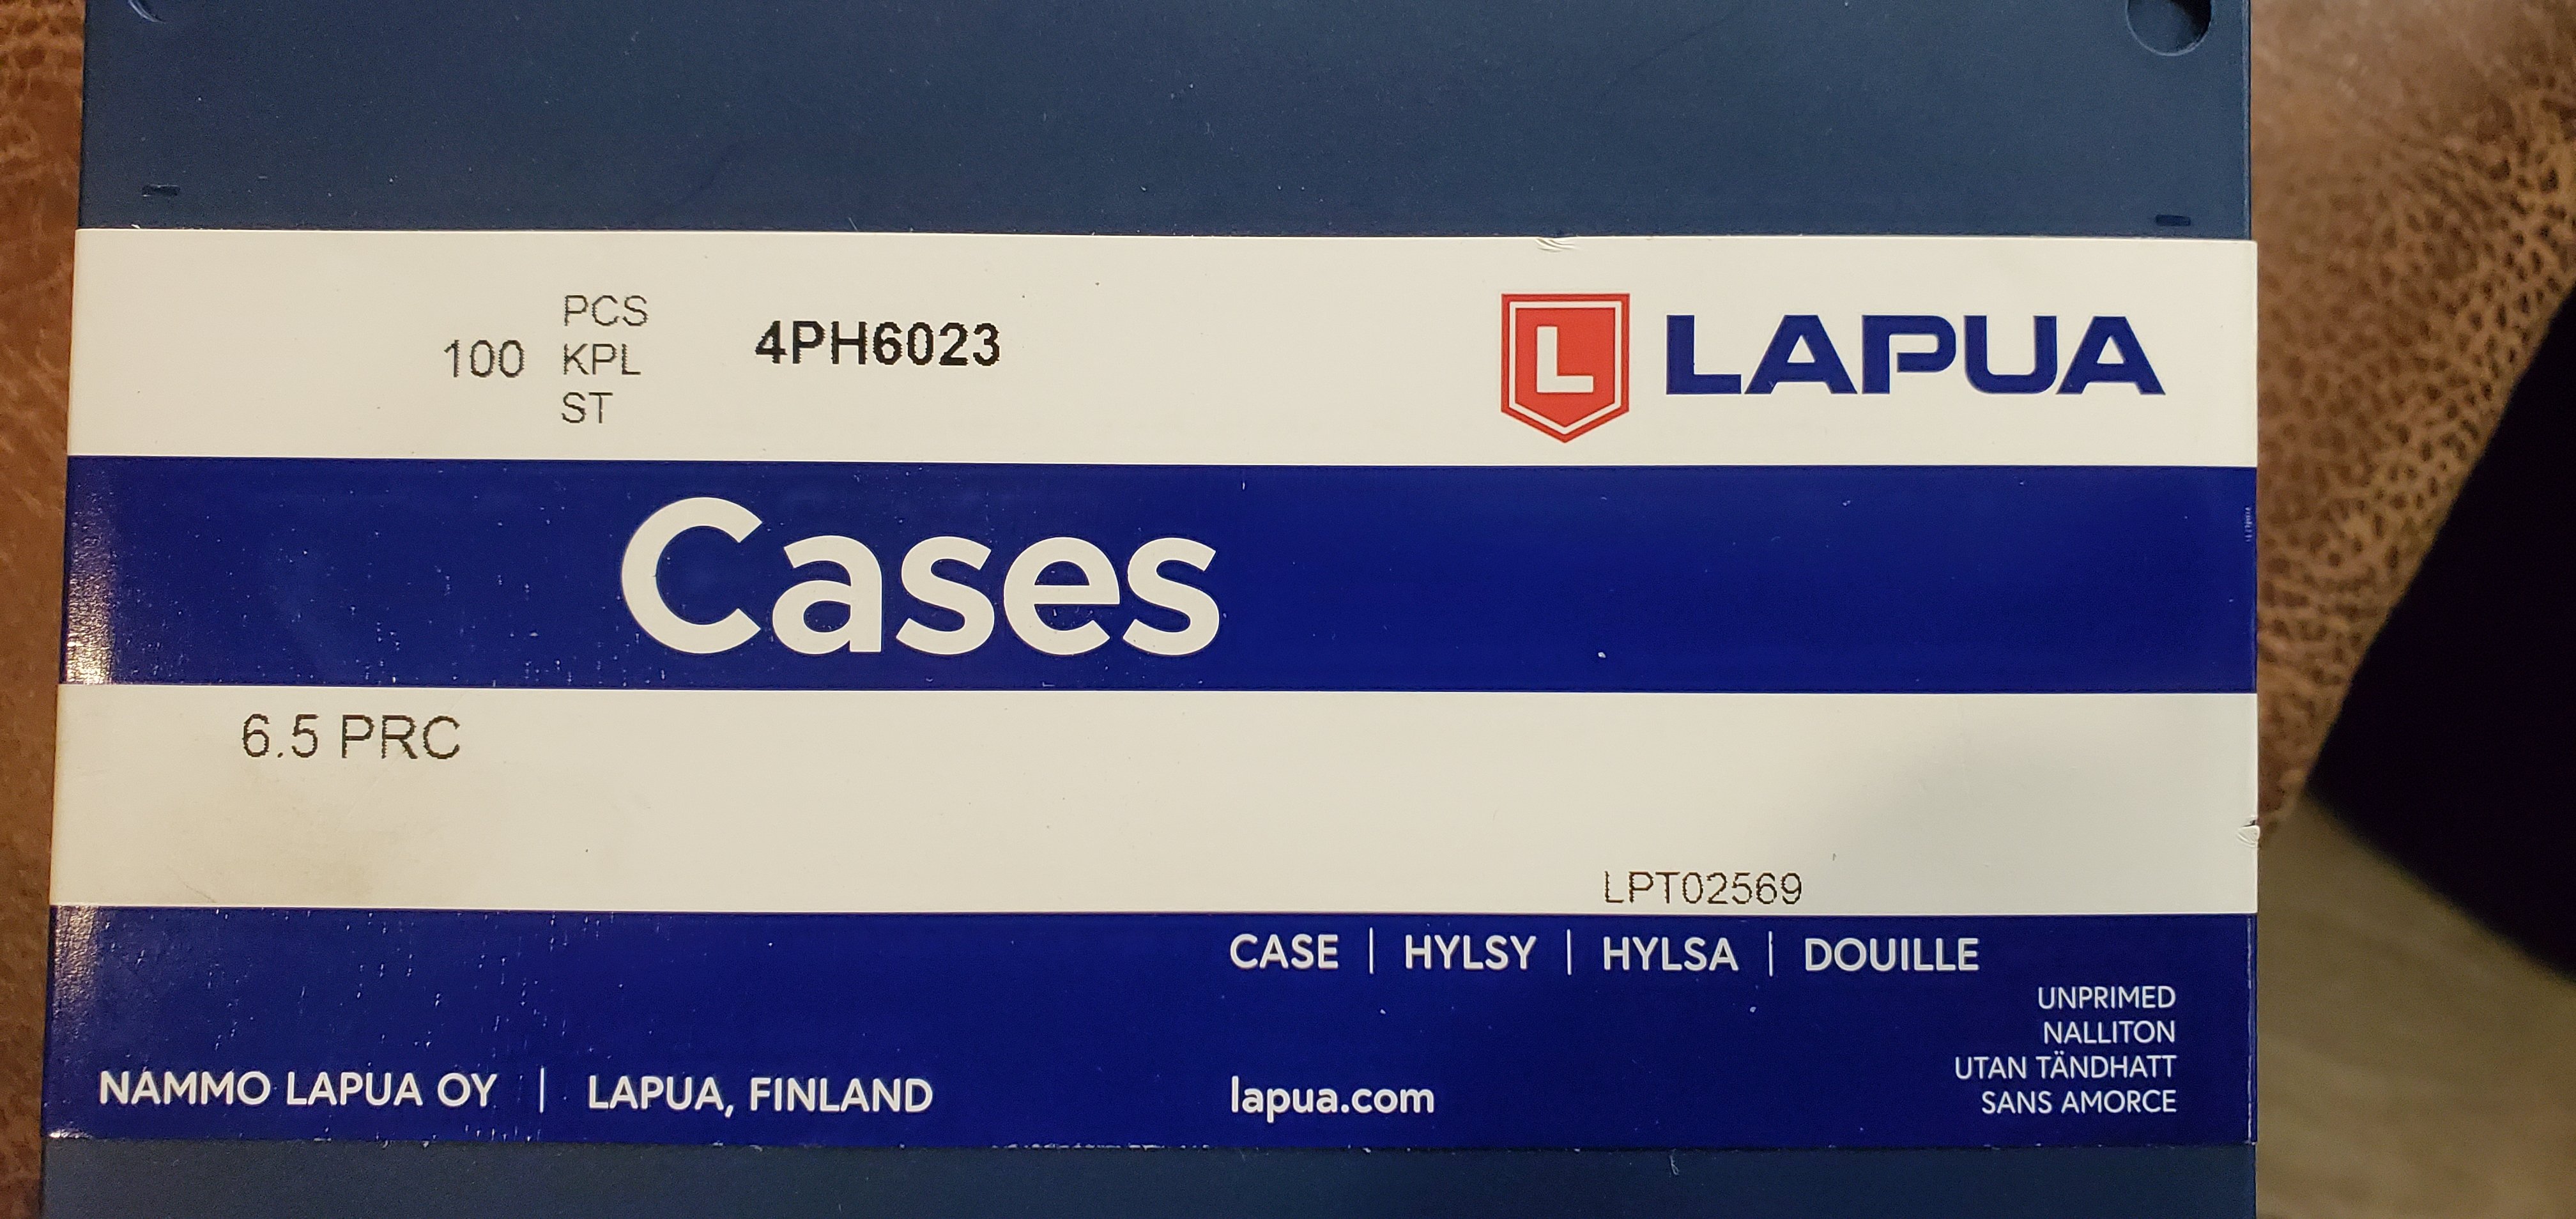 100 PCS
KPL
ST
4PH6023
L LAPUA
Cases
6.5 PRC
LPT02569
CASE | HYLSY | HYLSA | DOUILLE
UNPRIMED
NALLITON
UTAN TÄNDHATT
SANS AMORCE
NAMMO LAPUA OY | LAPUA, FINLAND
lapua.com